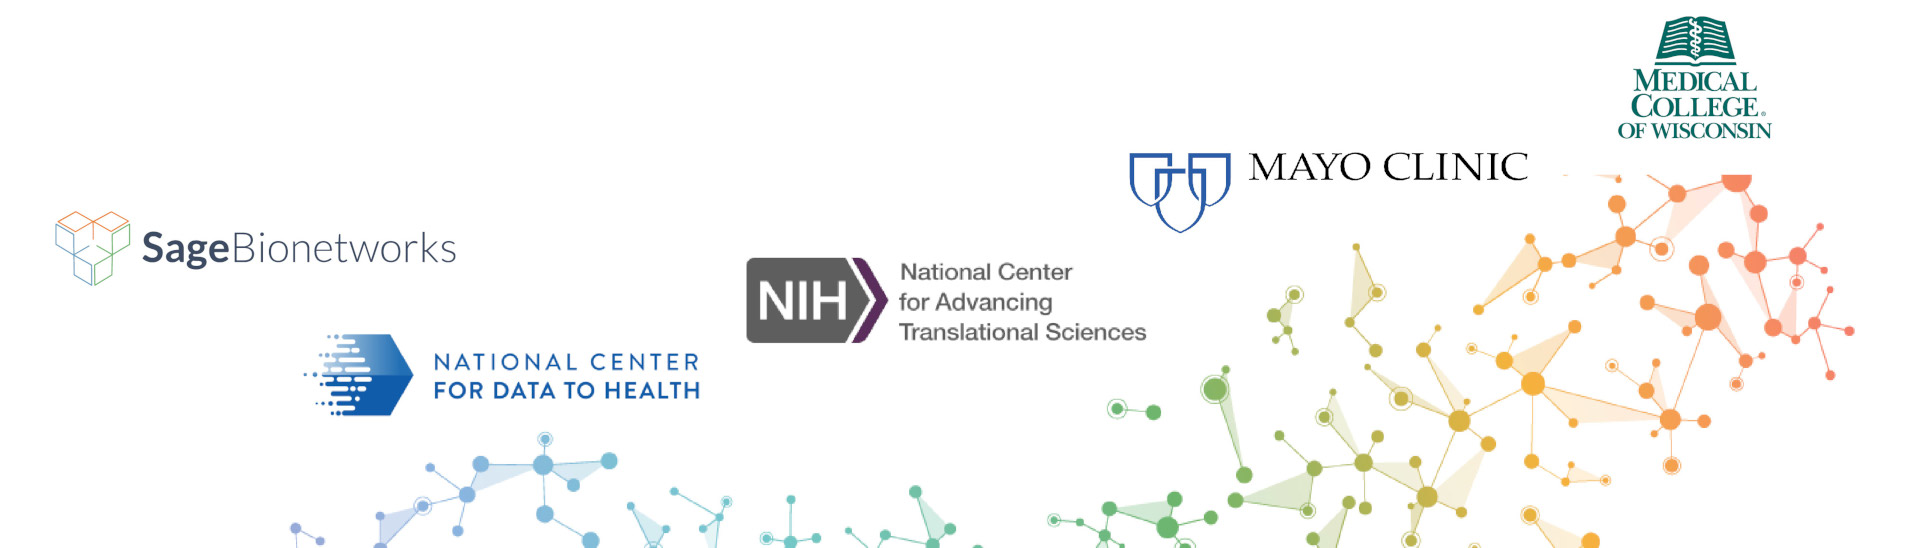 MEDICAL
COLLEGE®
OF WISCONSIN
MAYO CLINIC
SageBionetworks
NIH
National Center
for Advancing
Translational Sciences
NATIONAL CENTER
FOR DATA TO HEALTH